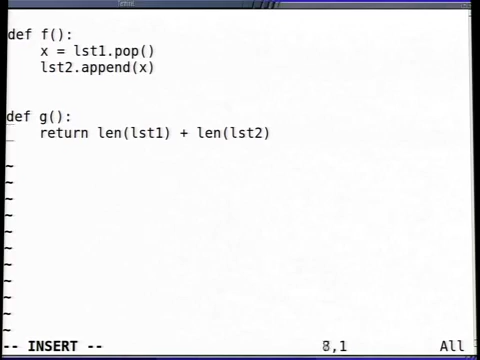 def f():
    x = lst1.pop()
    lst2.append(x)
def g():
    return len(lst1) + len(lst2)
~
~
~
~
~
~
~
~
~
~
~
-- INSERT -- 8,1 All